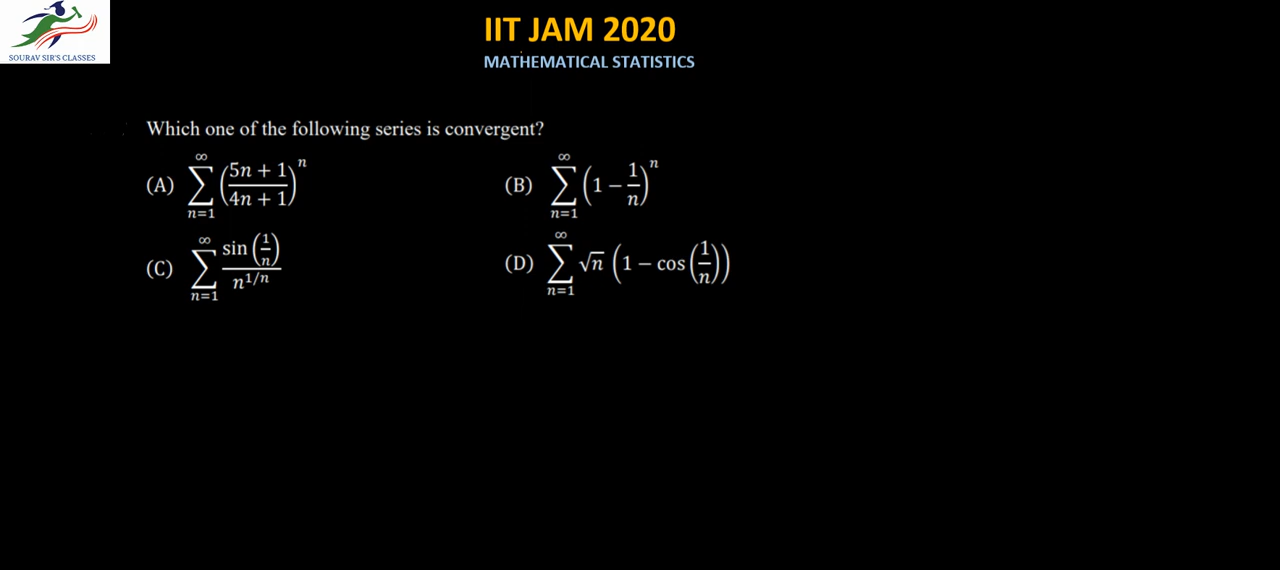 SOURAV SIR'S CLASSES
IIT JAM 2020
MATHEMATICAL STATISTICS
Which one of the following series is convergent?
(A) ∑_{n=1}^{∞} ((5n + 1)/(4n + 1))^n (B) ∑_{n=1}^{∞} (1 − 1/n)^n
(C) ∑_{n=1}^{∞} sin(1/n)/n^{1/n} (D) ∑_{n=1}^{∞} √n (1 − cos(1/n))